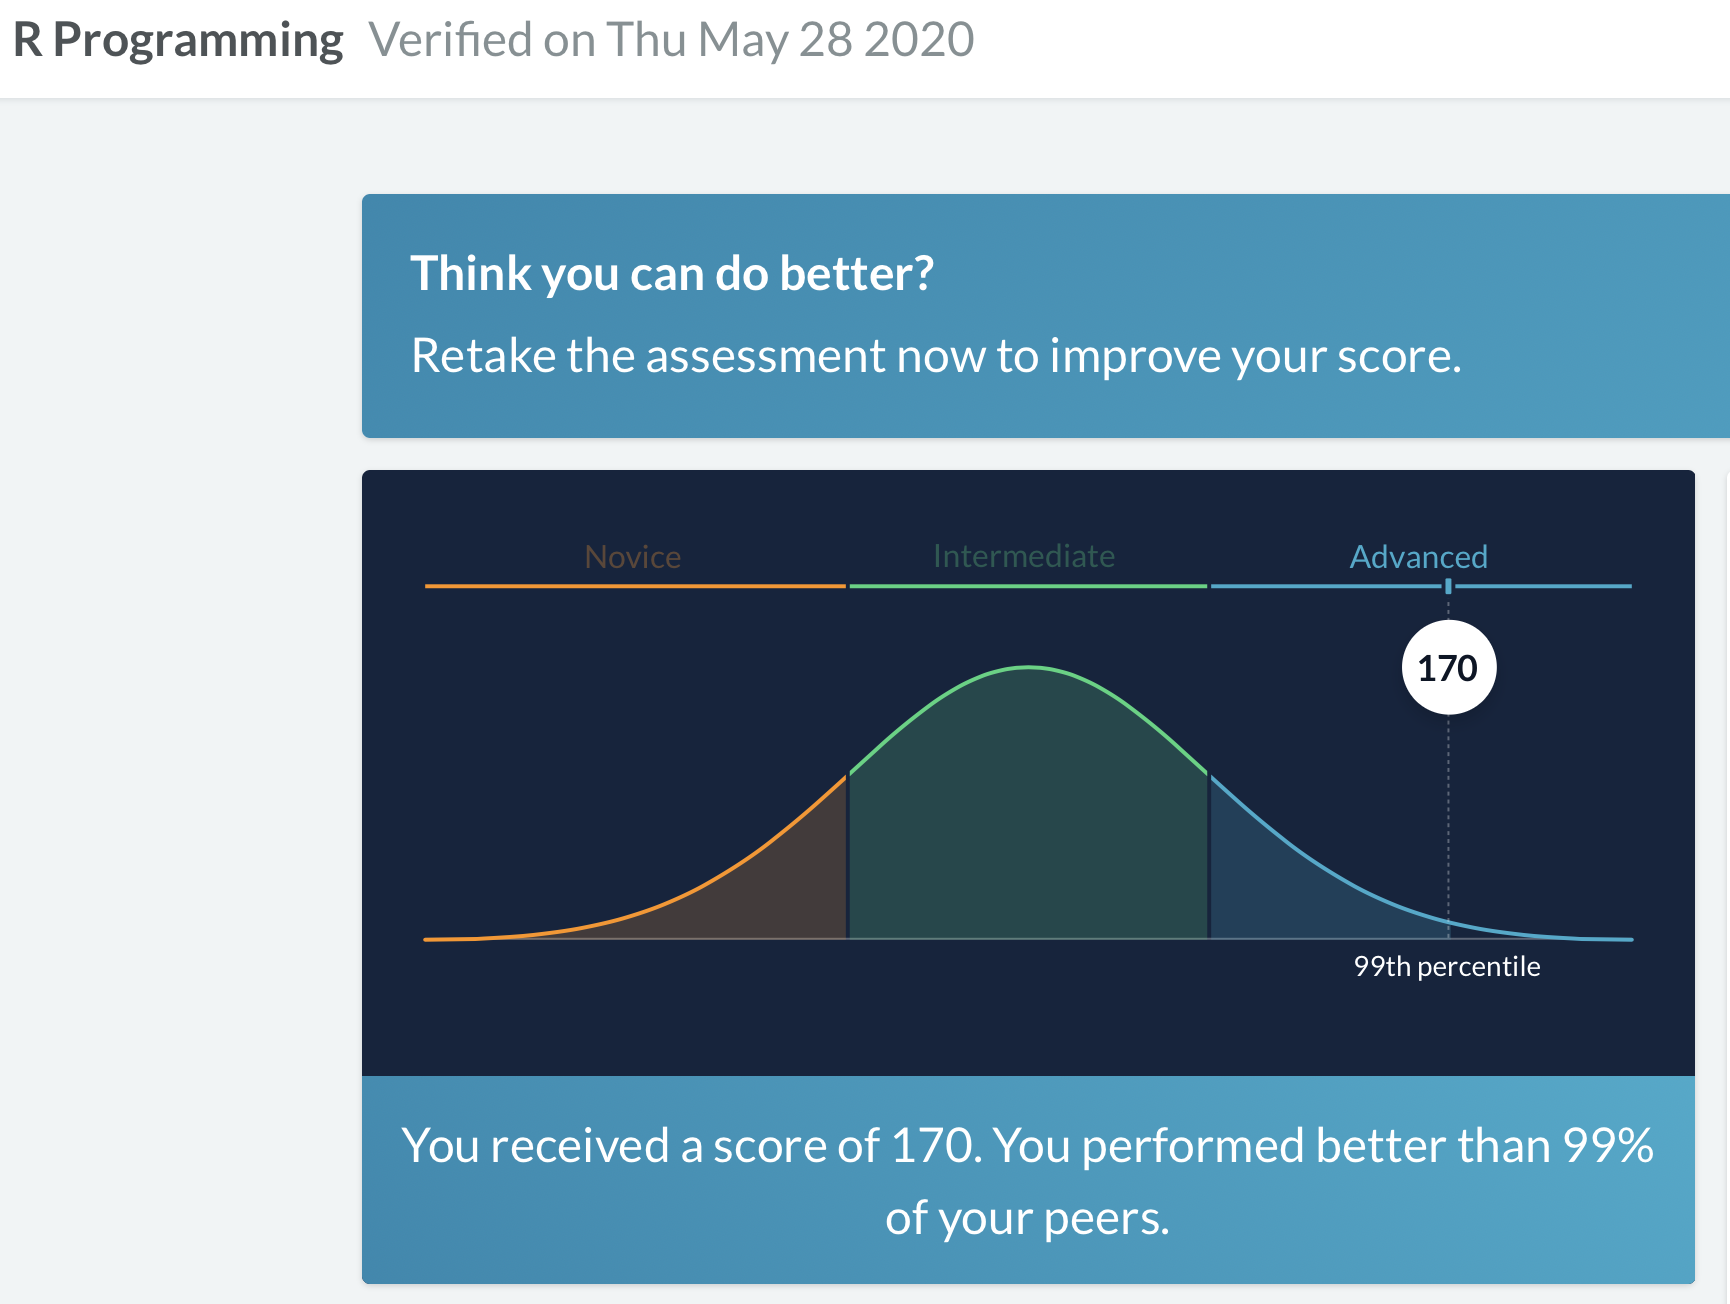 R Programming Verified on Thu May 28 2020
Think you can do better?
Retake the assessment now to improve your score.
Novice Intermediate Advanced
170
99th percentile
You received a score of 170. You performed better than 99%
of your peers.